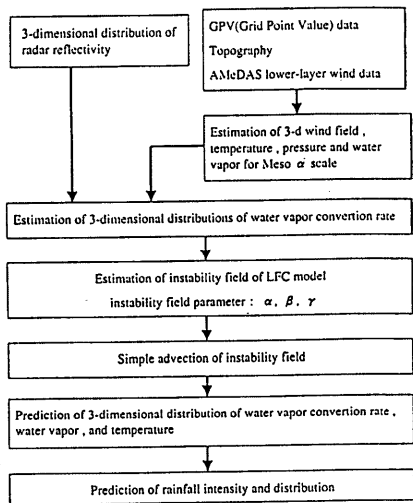 3-dimensional distribution of
radar reflectivity
GPV(Grid Point Value) data
Topography
AMeDAS lower-layer wind data
Estimation of 3-d wind field ,
temperature , pressure and water
vapor for Meso α scale
Estimation of 3-dimensional distributions of water vapor convertion rate
Estimation of instability field of LFC model
instability field parameter : α, β, γ
Simple advection of instability field
Prediction of 3-dimensional distribution of water vapor convertion rate ,
water vapor , and temperature
Prediction of rainfall intensity and distribution